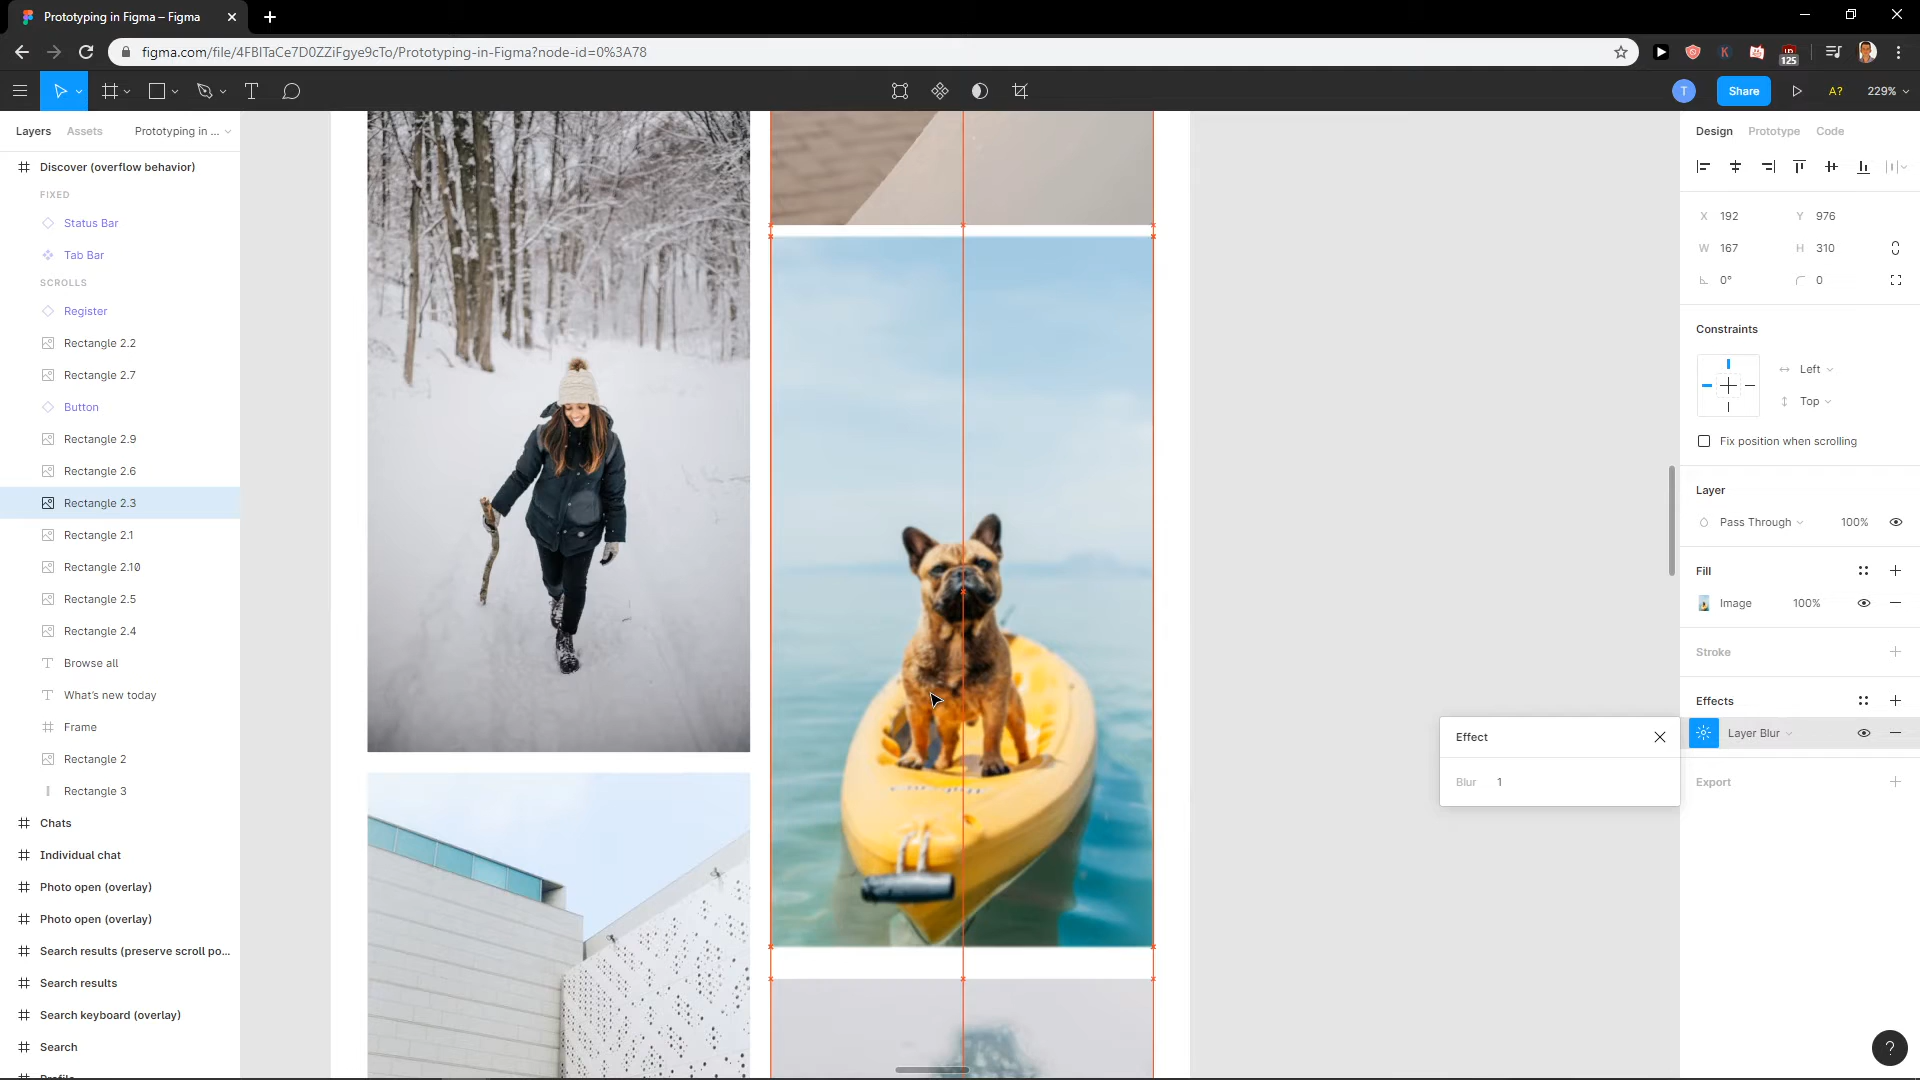 Prototyping in Figma – Figma
figma.com/file/4FBlTaCe7D0ZZiFgye9cTo/Prototyping-in-Figma?node-id=0%3A78
125
T
Share
A?
229%
Layers
Assets
Prototyping in ...
Design
Prototype
Code
Discover (overflow behavior)
FIXED
Status Bar
Tab Bar
SCROLLS
Register
Rectangle 2.2
Rectangle 2.7
Button
Rectangle 2.9
Rectangle 2.6
Rectangle 2.3
Rectangle 2.1
Rectangle 2.10
Rectangle 2.5
Rectangle 2.4
Browse all
What's new today
Frame
Rectangle 2
Rectangle 3
Chats
Individual chat
Photo open (overlay)
Photo open (overlay)
Search results (preserve scroll po...
Search results
Search keyboard (overlay)
Search
X 192
Y 976
W 167
H 310
0°
0
Constraints
Left
Top
Fix position when scrolling
Layer
Pass Through
100%
Fill
Image
100%
Stroke
Effects
Layer Blur
Export
Effect
Blur 1
?